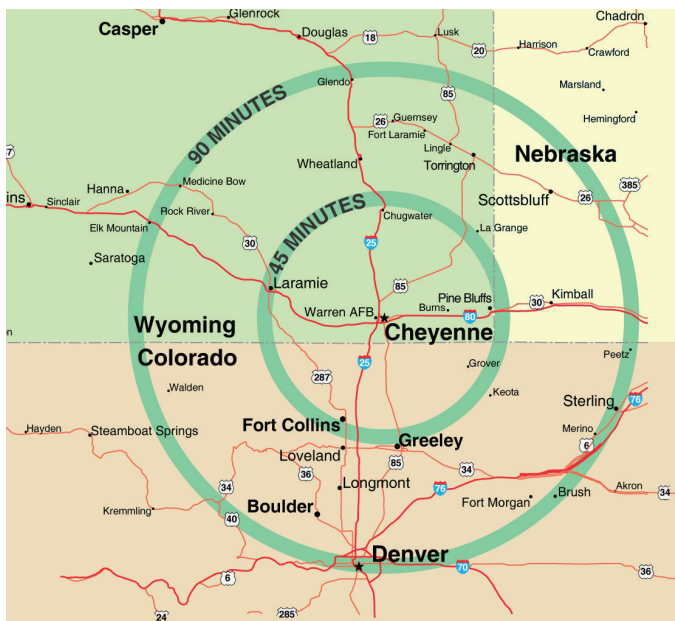 Casper
Glenrock
Douglas
18
Lusk
20
Harrison
Chadron
Crawford
Glendo
85
Marsland
Hemingford
90 MINUTES
26
Guernsey
Fort Laramie
Lingle
Torrington
Nebraska
Wheatland
385
Scottsbluff
26
Hanna
Medicine Bow
ins
Sinclair
Rock River
Elk Mountain
45 MINUTES
Chugwater
La Grange
30
25
Saratoga
Laramie
85
Pine Bluffs
Burns
30
Kimball
Warren AFB
80
Wyoming
Cheyenne
Colorado
25
Grover
Peetz
287
Walden
Keota
Sterling
76
Fort Collins
Hayden
Steamboat Springs
Greeley
Merino
6
Loveland
36
85
34
34
Longmont
76
Fort Morgan
Brush
Akron
34
Kremmling
Boulder
40
Denver
6
70
36
24
285